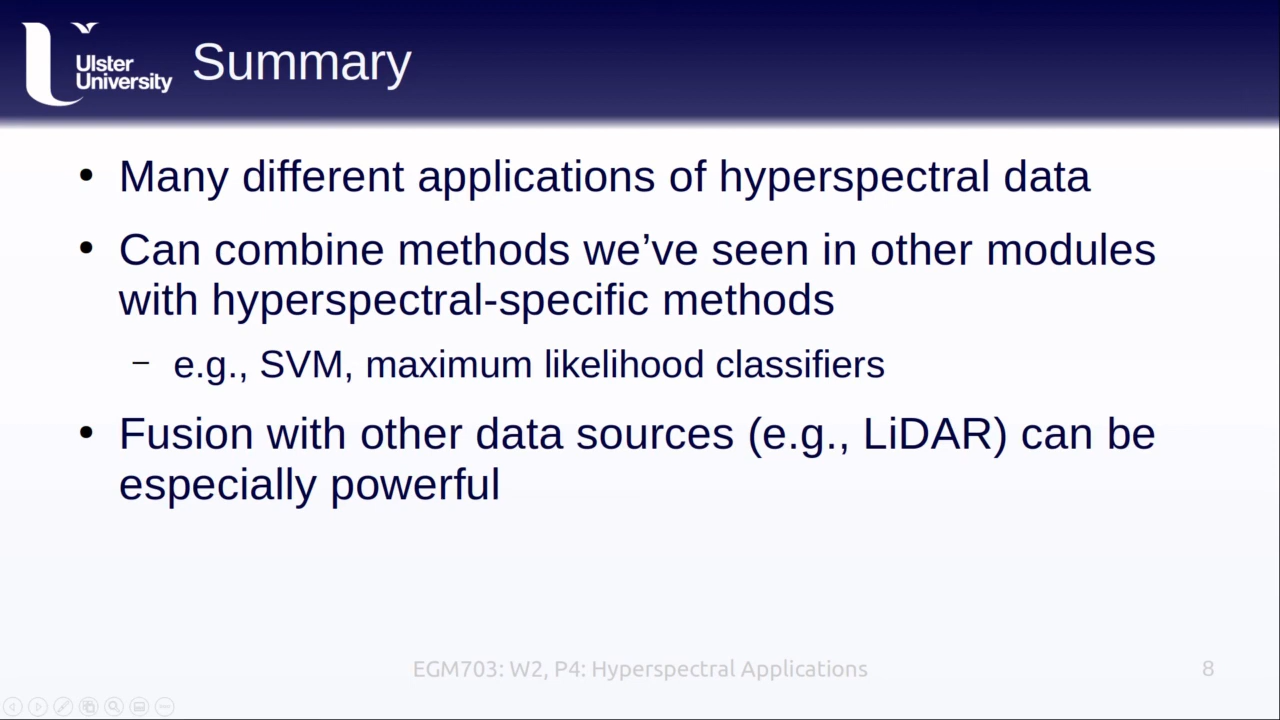 Ulster
University
Summary
• Many different applications of hyperspectral data
• Can combine methods we’ve seen in other modules
with hyperspectral-specific methods
– e.g., SVM, maximum likelihood classifiers
• Fusion with other data sources (e.g., LiDAR) can be
especially powerful
EGM703: W2, P4: Hyperspectral Applications
8